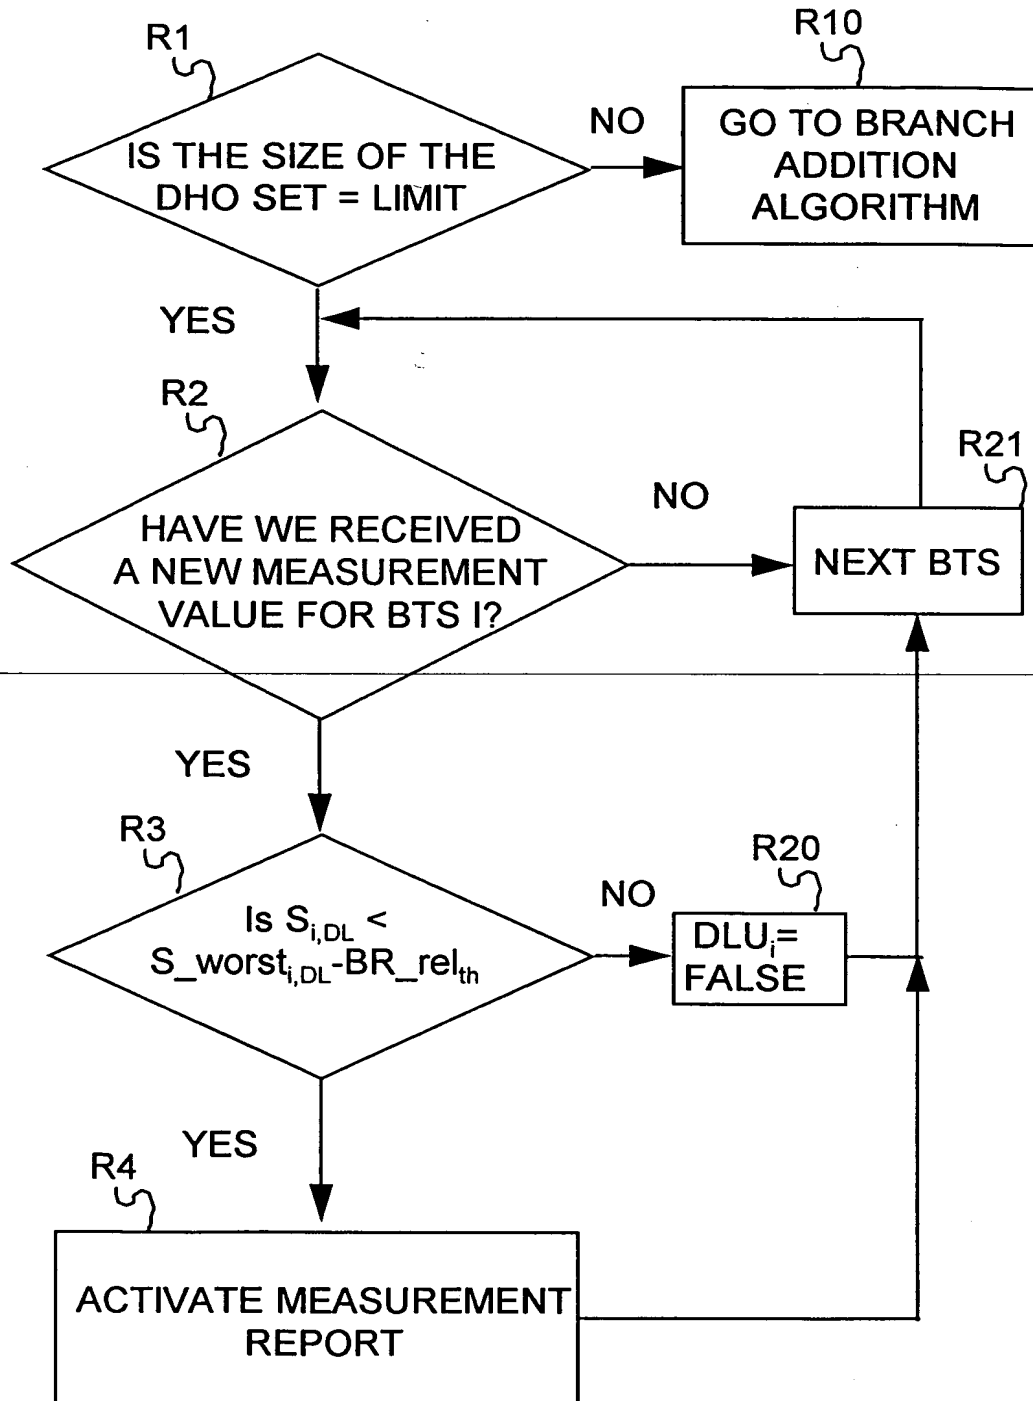 R1
IS THE SIZE OF THE
DHO SET = LIMIT
NO
R10
GO TO BRANCH
ADDITION
ALGORITHM
YES
R2
HAVE WE RECEIVED
A NEW MEASUREMENT
VALUE FOR BTS I?
NO
R21
NEXT BTS
YES
R3
Is S_{i,DL} <
S_worst_{i,DL}-BR_rel_{th}
NO
R20
DLU_i=
FALSE
YES
R4
ACTIVATE MEASUREMENT
REPORT